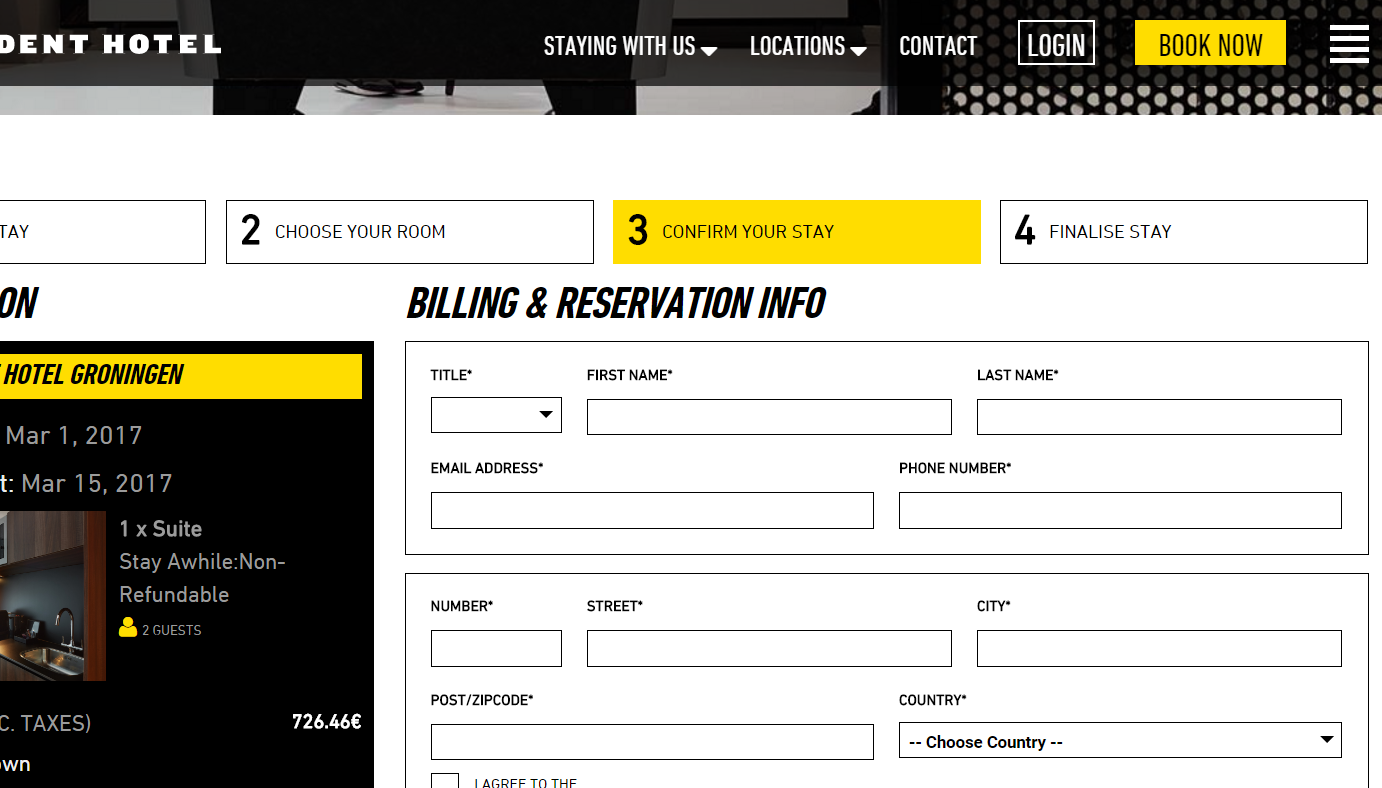 DENT HOTEL
STAYING WITH US
LOCATIONS
CONTACT
LOGIN
BOOK NOW
TAY
2 CHOOSE YOUR ROOM
3 CONFIRM YOUR STAY
4 FINALISE STAY
ON
HOTEL GRONINGEN
Mar 1, 2017
t: Mar 15, 2017
1 x Suite
Stay Awhile:Non-
Refundable
2 GUESTS
C. TAXES) 726.46€
own
BILLING & RESERVATION INFO
TITLE* FIRST NAME* LAST NAME*
EMAIL ADDRESS* PHONE NUMBER*
NUMBER* STREET* CITY*
POST/ZIPCODE* COUNTRY*
-- Choose Country --
I AGREE TO THE